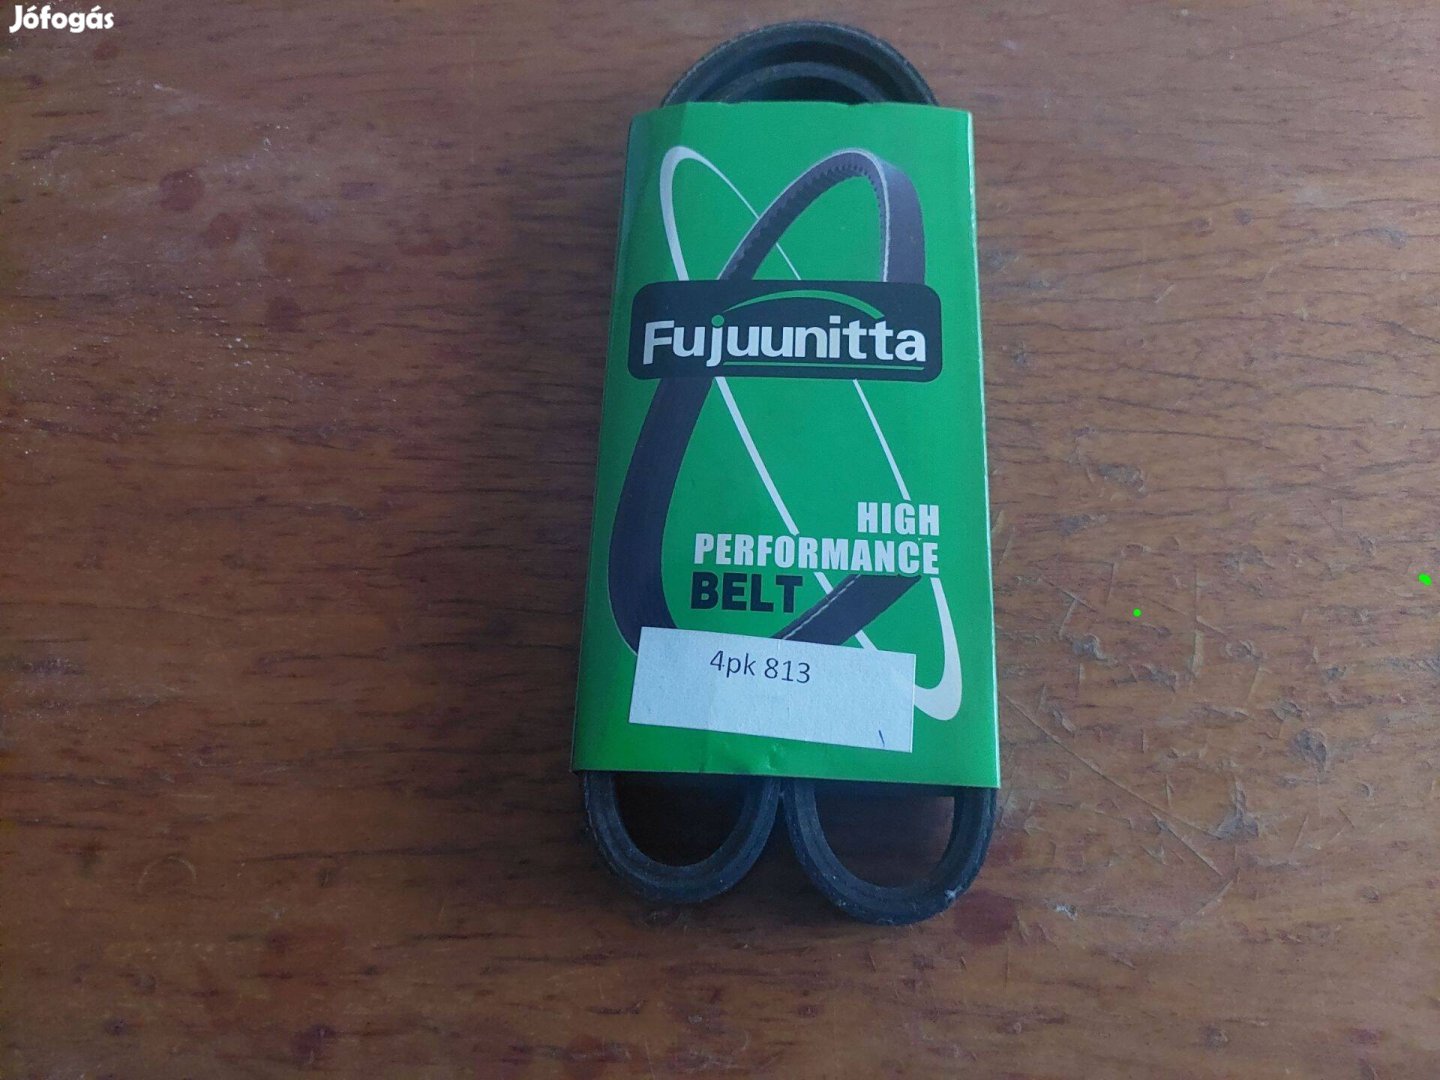 Jófogás
Fujuunitta
HIGH
PERFORMANCE
BELT
4pk 813